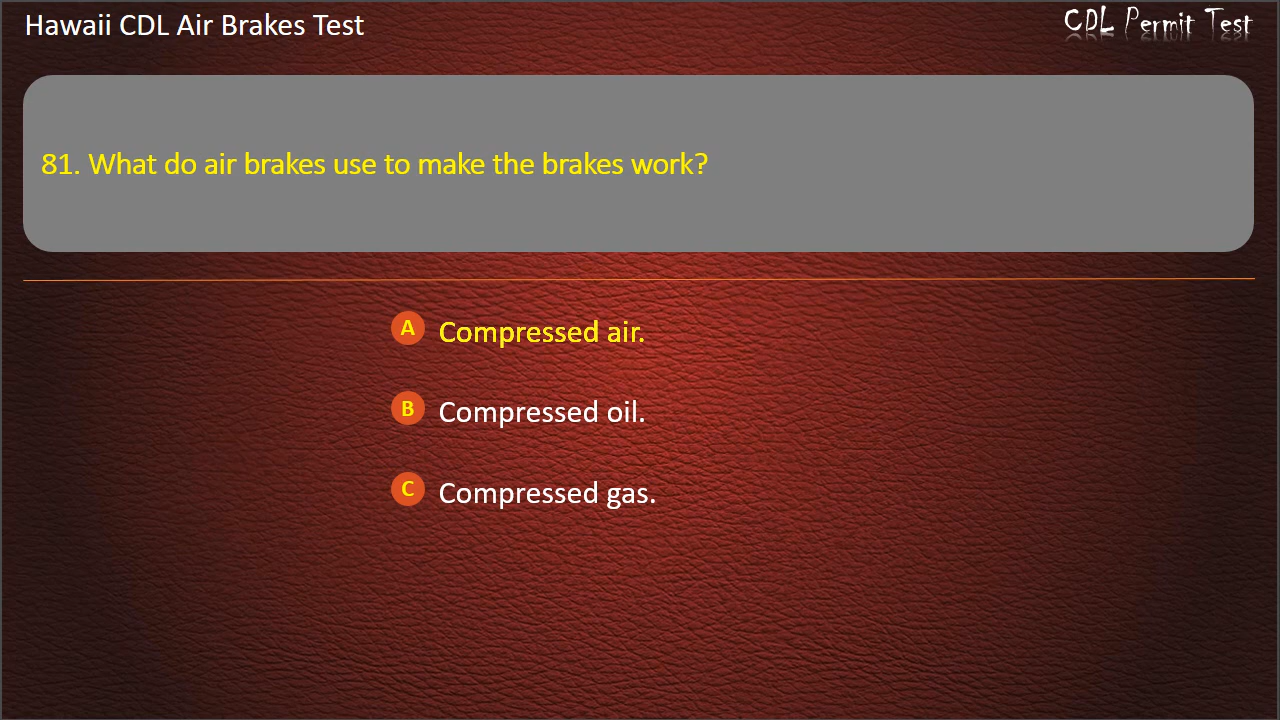 Hawaii CDL Air Brakes Test
CDL Permit Test
81. What do air brakes use to make the brakes work?
A Compressed air.
B Compressed oil.
C Compressed gas.